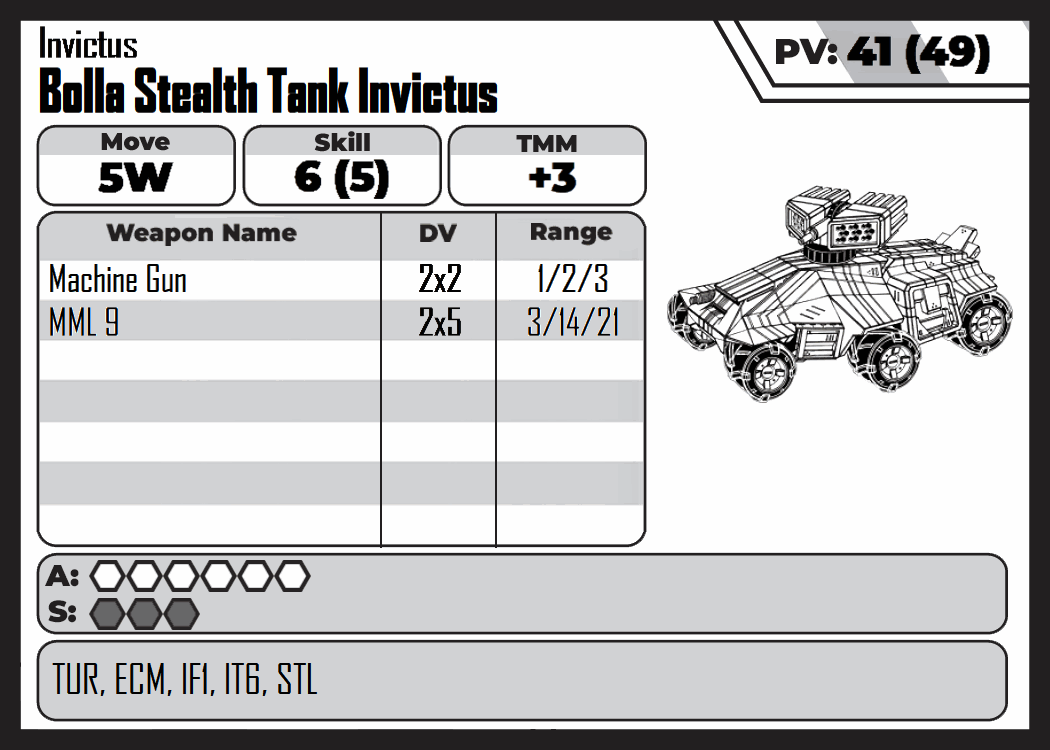 Invictus
Bolla Stealth Tank Invictus
PV: 41 (49)
Move Skill TMM
5W 6 (5) +3
Weapon Name DV Range
Machine Gun 2x2 1/2/3
MML 9 2x5 3/14/21
A:
S:
TUR, ECM, IF1, IT6, STL